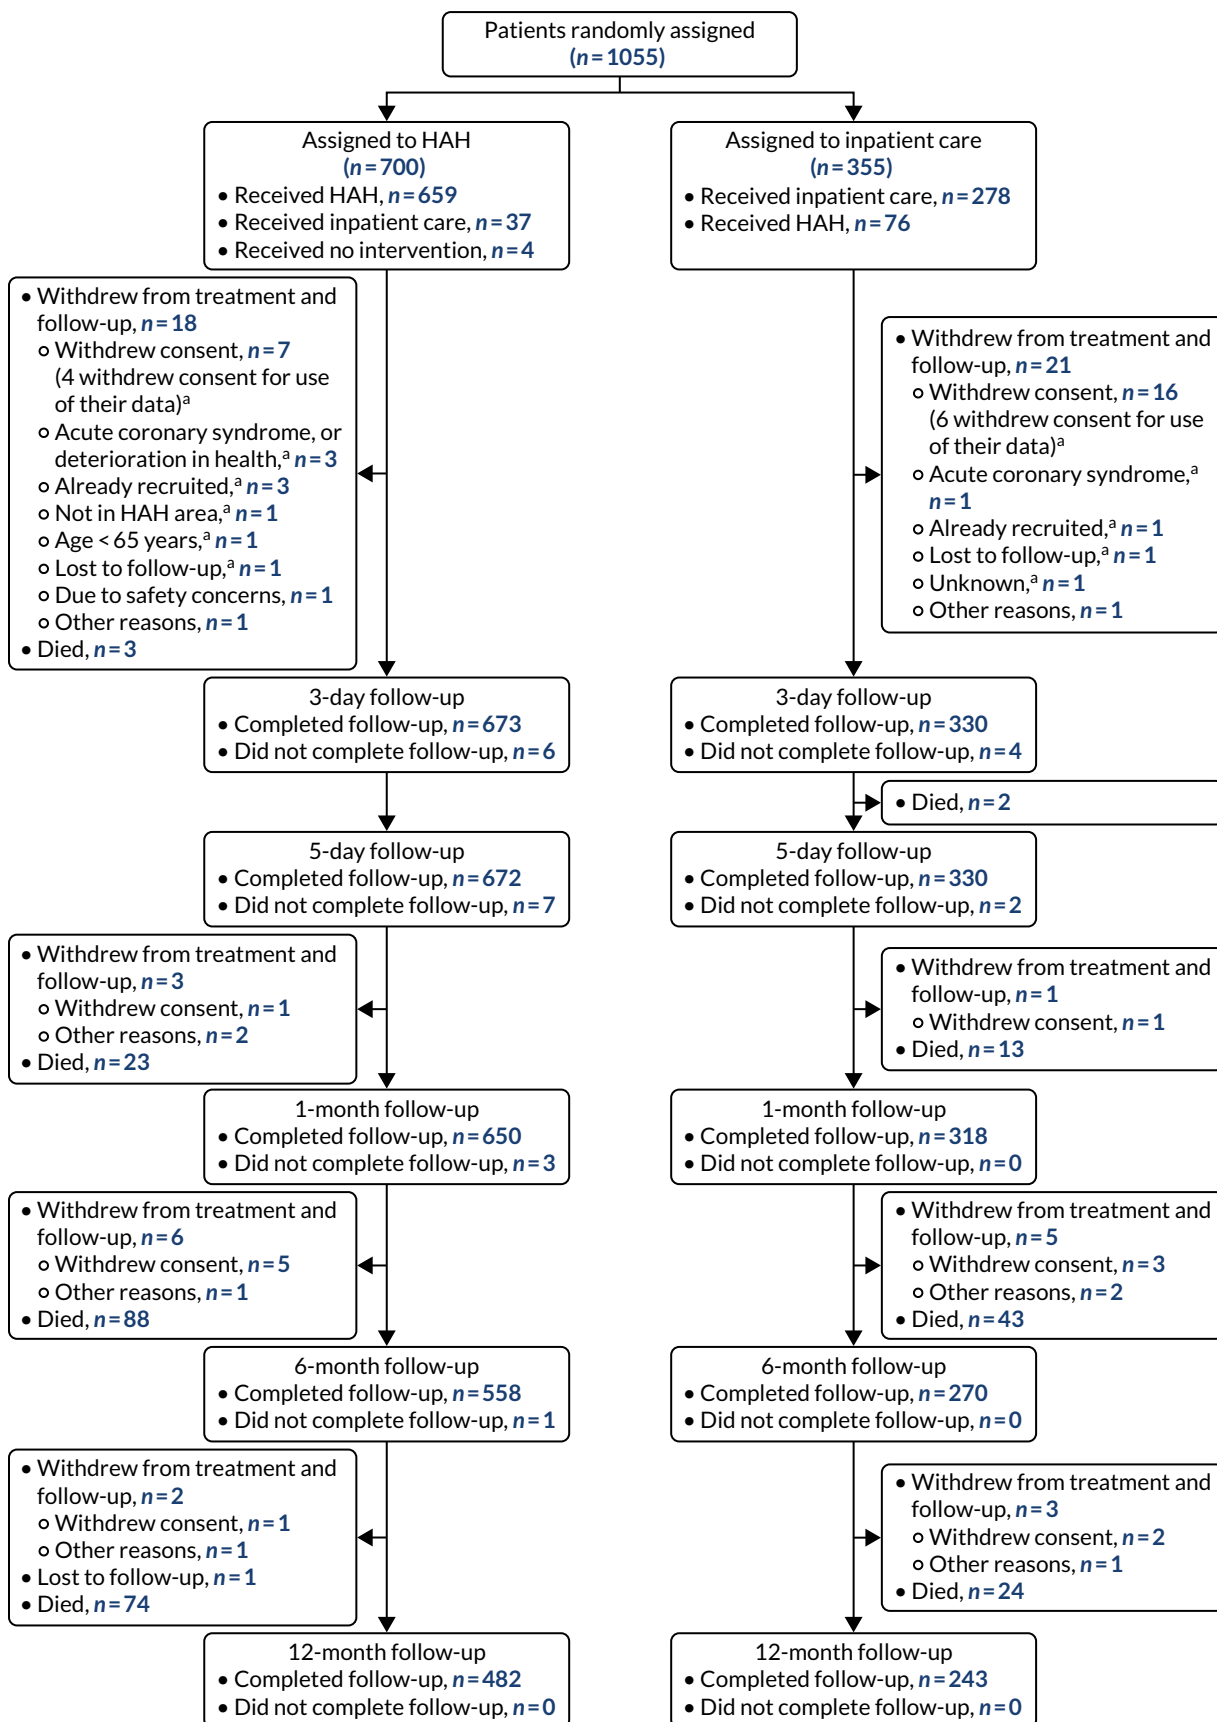 Patients randomly assigned
(n=1055)
Assigned to HAH
(n=700)
• Received HAH, n=659
• Received inpatient care, n=37
• Received no intervention, n=4
Assigned to inpatient care
(n=355)
• Received inpatient care, n=278
• Received HAH, n=76
• Withdrew from treatment and
follow-up, n=18
Withdrew consent, n=7
(4 withdrew consent for use
of their data)a
Acute coronary syndrome, or
deterioration in health,a n=3
Already recruited,a n=3
Not in HAH area,a n=1
Age < 65 years,a n=1
Lost to follow-up,a n=1
Due to safety concerns, n=1
Other reasons, n=1
• Died, n=3
• Withdrew from treatment and
follow-up, n=21
Withdrew consent, n=16
(6 withdrew consent for use
of their data)a
Acute coronary syndrome,a
n=1
Already recruited,a n=1
Lost to follow-up,a n=1
Unknown,a n=1
Other reasons, n=1
3-day follow-up
• Completed follow-up, n=673
• Did not complete follow-up, n=6
3-day follow-up
• Completed follow-up, n=330
• Did not complete follow-up, n=4
• Died, n=2
5-day follow-up
• Completed follow-up, n=672
• Did not complete follow-up, n=7
5-day follow-up
• Completed follow-up, n=330
• Did not complete follow-up, n=2
• Withdrew from treatment and
follow-up, n=3
Withdrew consent, n=1
Other reasons, n=2
• Died, n=23
• Withdrew from treatment and
follow-up, n=1
Withdrew consent, n=1
• Died, n=13
1-month follow-up
• Completed follow-up, n=650
• Did not complete follow-up, n=3
1-month follow-up
• Completed follow-up, n=318
• Did not complete follow-up, n=0
• Withdrew from treatment and
follow-up, n=6
Withdrew consent, n=5
Other reasons, n=1
• Died, n=88
• Withdrew from treatment and
follow-up, n=5
Withdrew consent, n=3
Other reasons, n=2
• Died, n=43
6-month follow-up
• Completed follow-up, n=558
• Did not complete follow-up, n=1
6-month follow-up
• Completed follow-up, n=270
• Did not complete follow-up, n=0
• Withdrew from treatment and
follow-up, n=2
Withdrew consent, n=1
Other reasons, n=1
• Lost to follow-up, n=1
• Died, n=74
• Withdrew from treatment and
follow-up, n=3
Withdrew consent, n=2
Other reasons, n=1
• Died, n=24
12-month follow-up
• Completed follow-up, n=482
• Did not complete follow-up, n=0
12-month follow-up
• Completed follow-up, n=243
• Did not complete follow-up, n=0